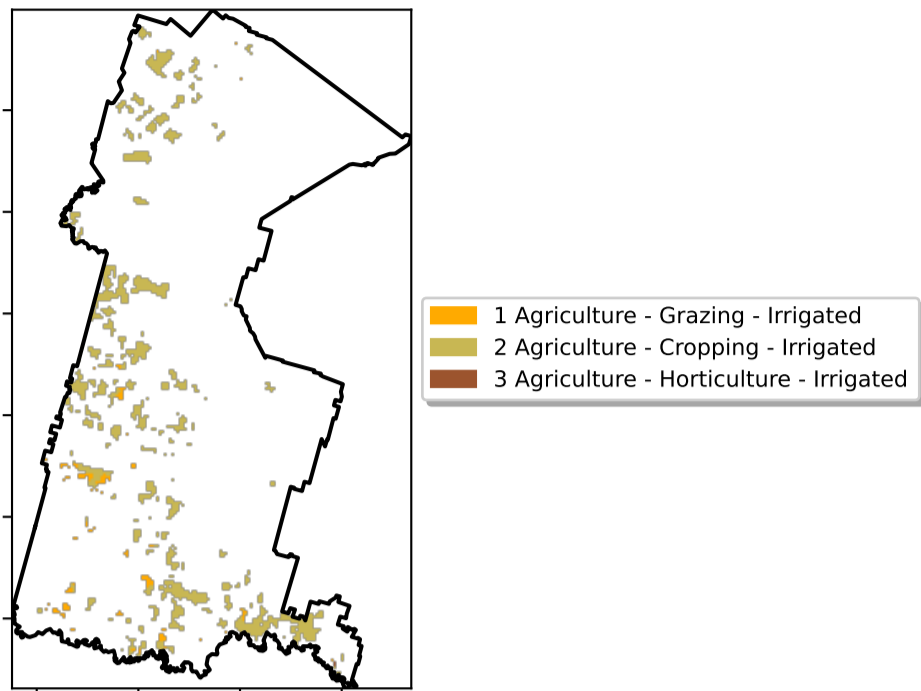 1 Agriculture - Grazing - Irrigated
2 Agriculture - Cropping - Irrigated
3 Agriculture - Horticulture - Irrigated